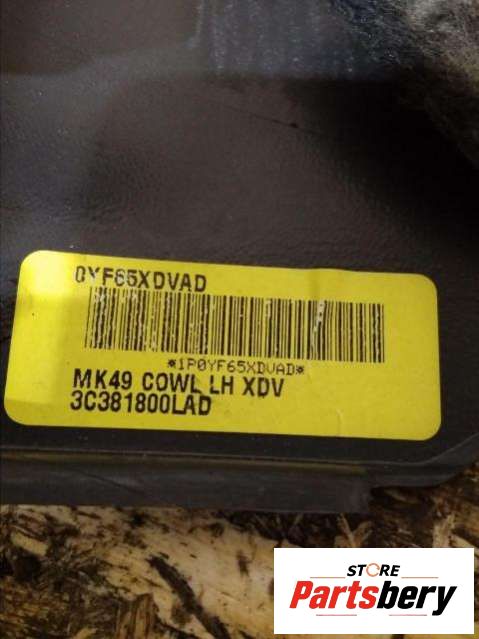 0YF65XDVAD
*1P0YF65XDVAD*
MK49 COWL LH XDV
3C381800LAD
STORE
Partsbery